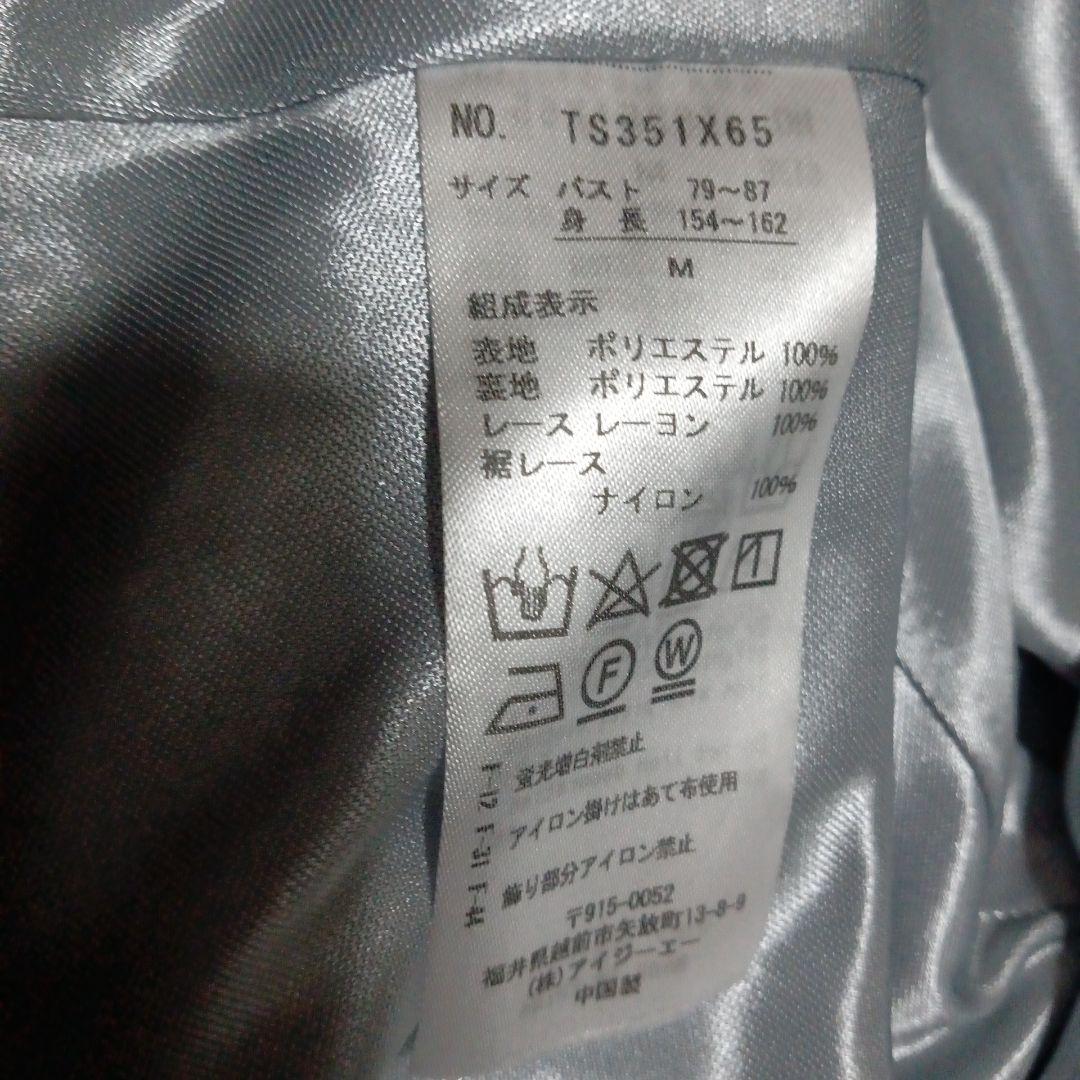 NO. TS351X65
サイズ バスト 79〜87
身長 154〜162
M
組成表示
表地 ポリエステル 100%
裏地 ポリエステル 100%
レース レーヨン 100%
裾レース
ナイロン 100%
F W
蛍光増白剤禁止
アイロン掛けはあて布使用
飾り部分アイロン禁止
〒915-0052
福井県越前市矢放町13-8-9
(株)アイジーエー
中国製